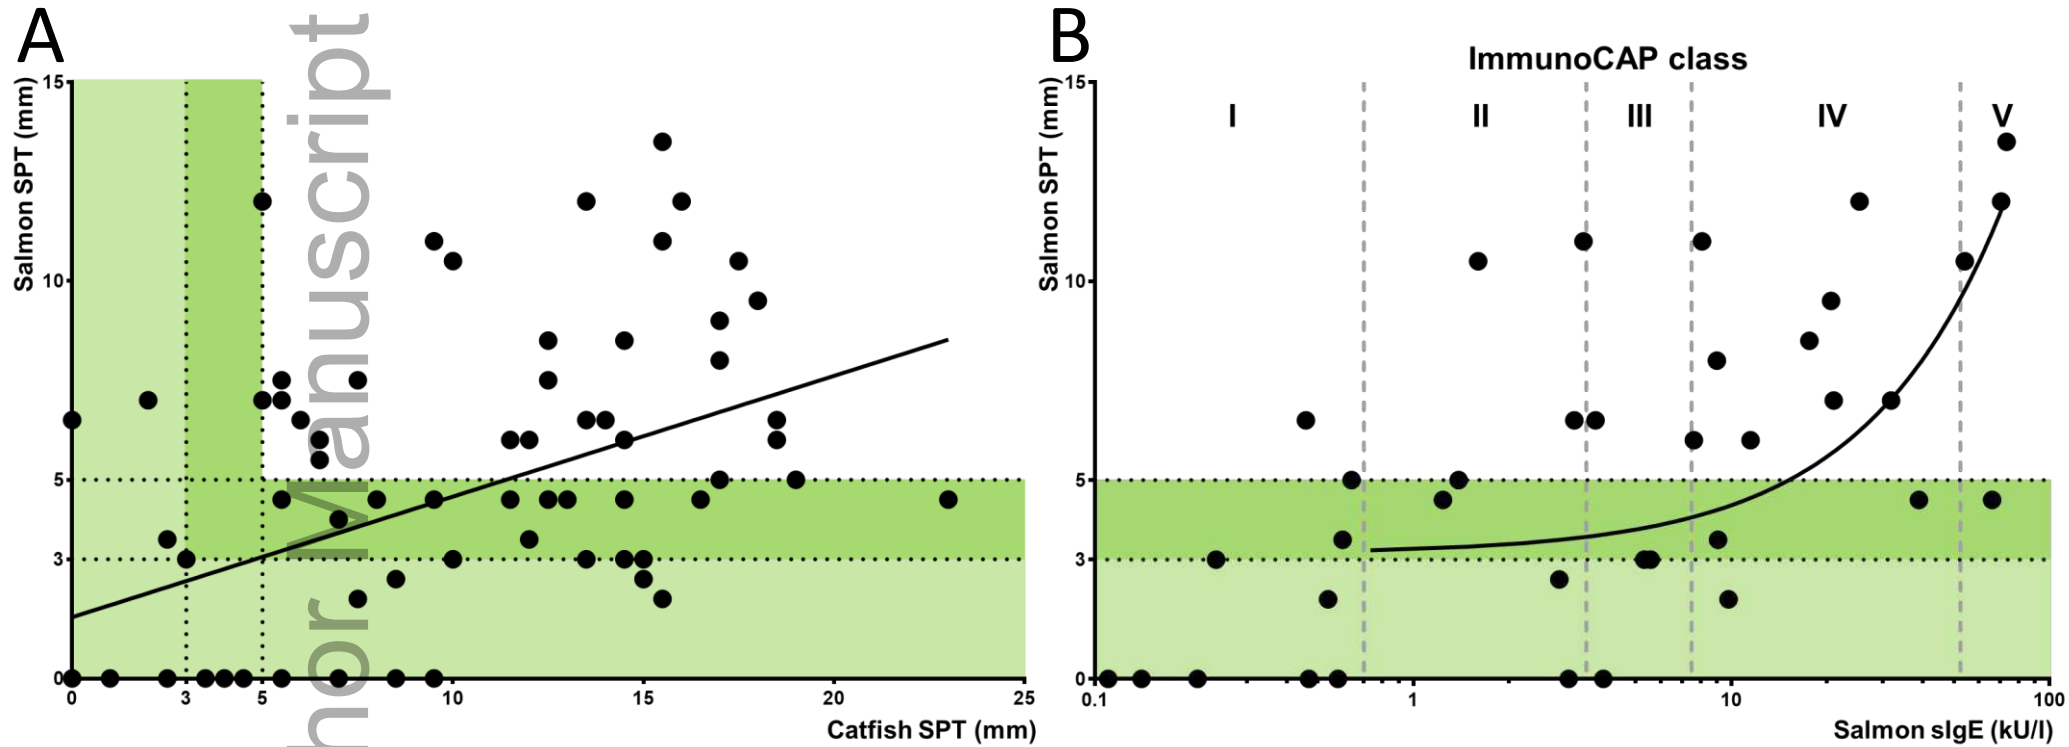 A
Salmon SPT (mm)
15
10
5
3
0
0
3
5
10
15
20
25
Catfish SPT (mm)
hor Manuscript
B
ImmunoCAP class
Salmon SPT (mm)
15
10
5
3
0
I
II
III
IV
V
0.1
1
10
100
Salmon sIgE (kU/l)